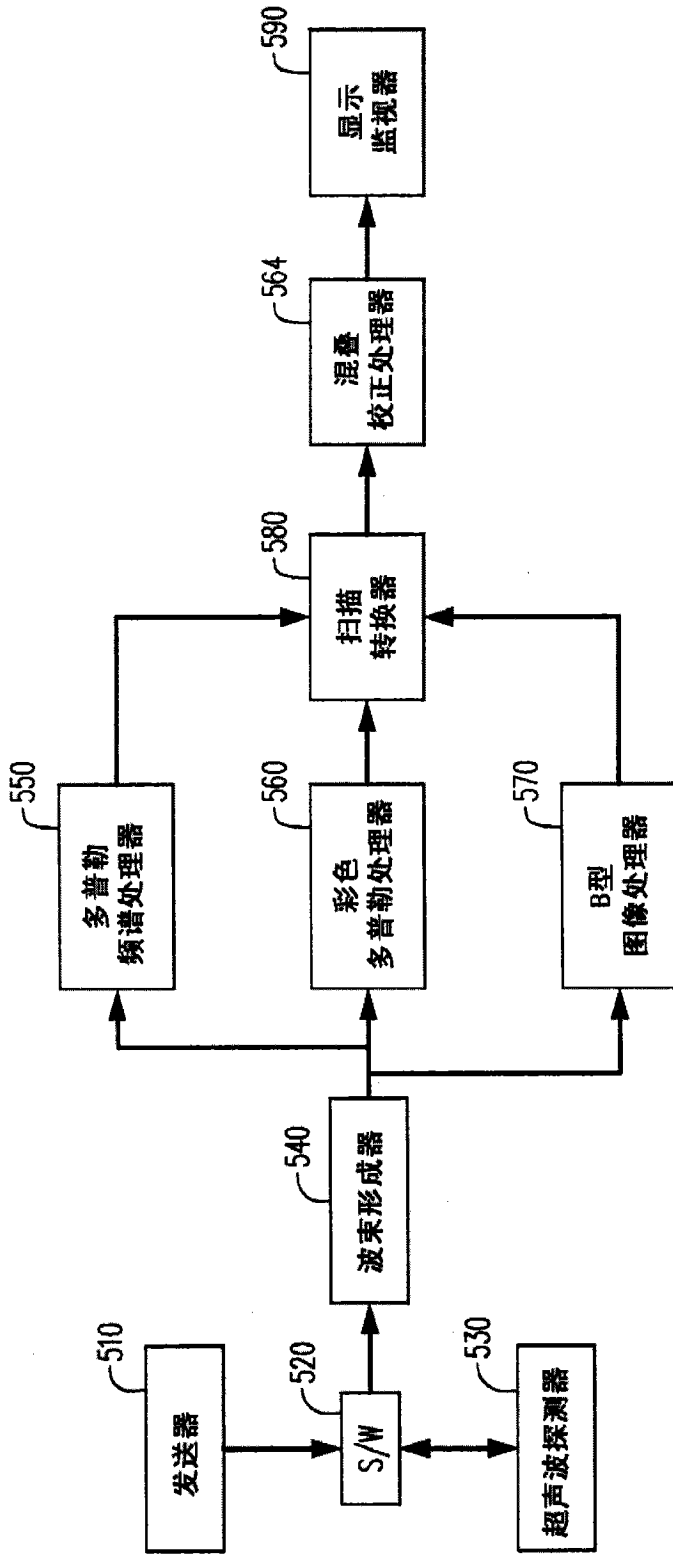 510
发送器
520
S/W
530
超声波探测器
540
波束形成器
550
多普勒
频谱处理器
560
彩色
多普勒处理器
570
B型
图像处理器
580
扫描
转换器
564
混叠
校正处理器
590
显示
监视器